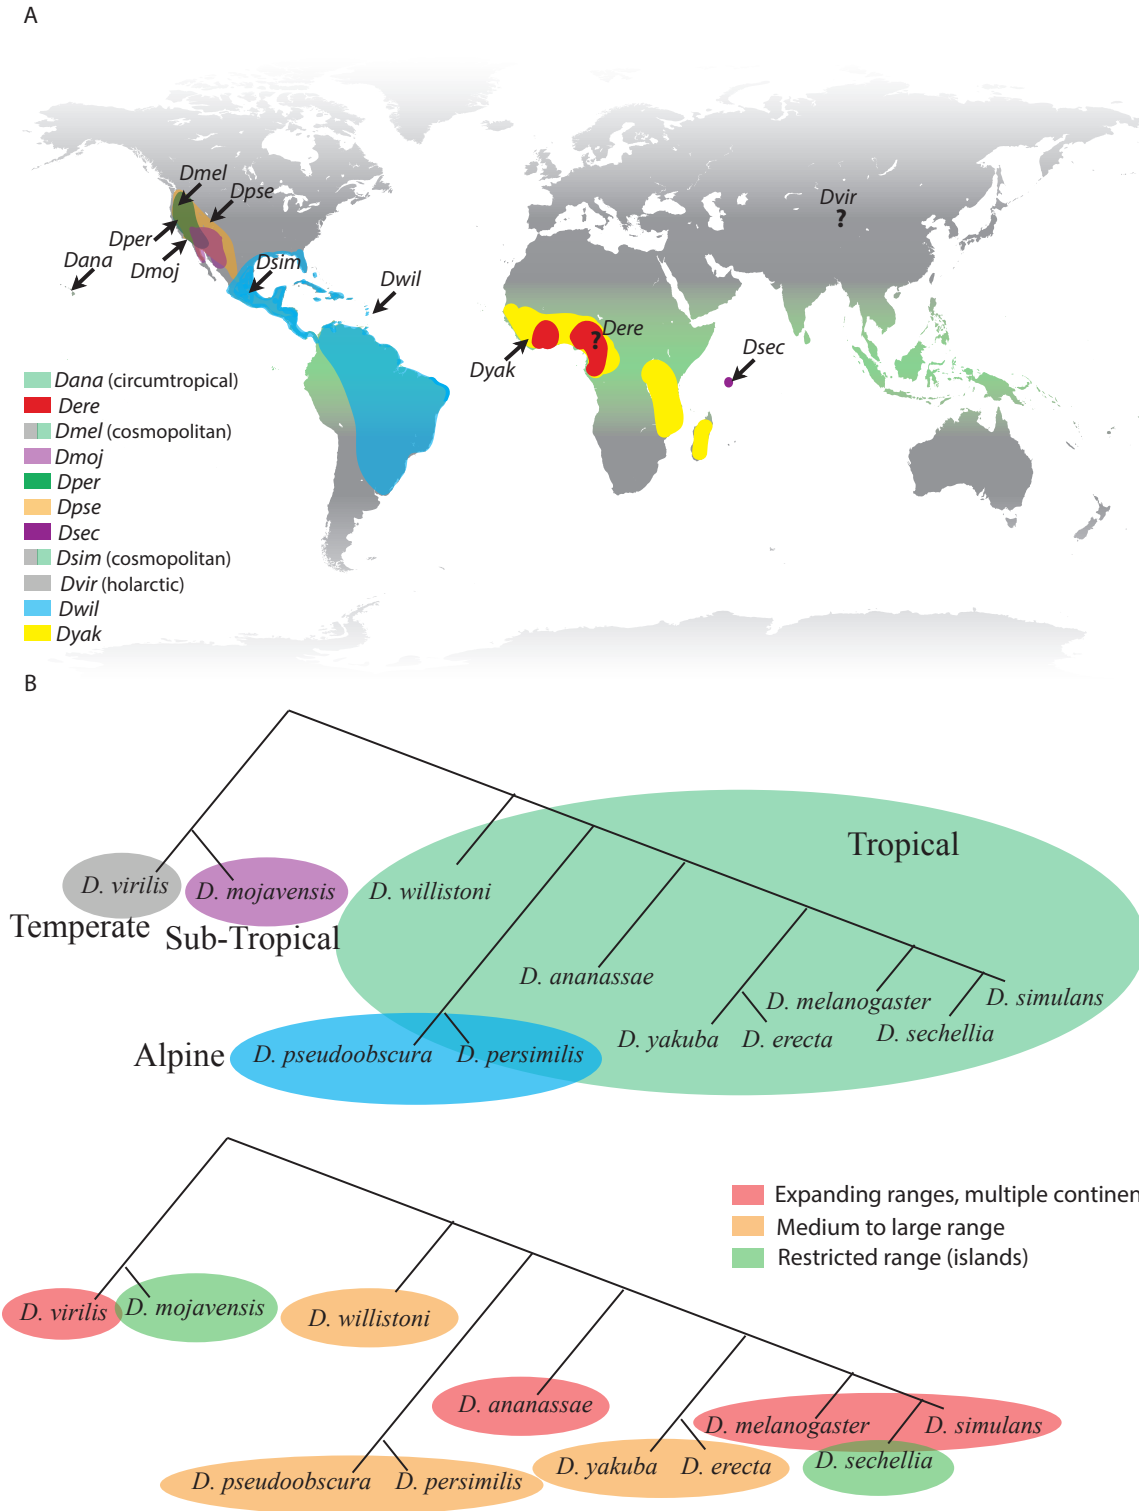 A
Dmel
Dpse
Dvir
?
Dper
Dana
Dmoj
Dsim
Dwil
?
Dere
Dyak
Dsec
Dana (circumtropical)
Dere
Dmel (cosmopolitan)
Dmoj
Dper
Dpse
Dsec
Dsim (cosmopolitan)
Dvir (holarctic)
Dwil
Dyak
B
Tropical
D. virilis
D. mojavensis
D. willistoni
Temperate
Sub-Tropical
D. ananassae
D. melanogaster
D. simulans
D. yakuba
D. erecta
D. sechellia
Alpine
D. pseudoobscura
D. persimilis
Expanding ranges, multiple continen
Medium to large range
Restricted range (islands)
D. virilis
D. mojavensis
D. willistoni
D. ananassae
D. melanogaster
D. simulans
D. yakuba
D. erecta
D. sechellia
D. pseudoobscura
D. persimilis